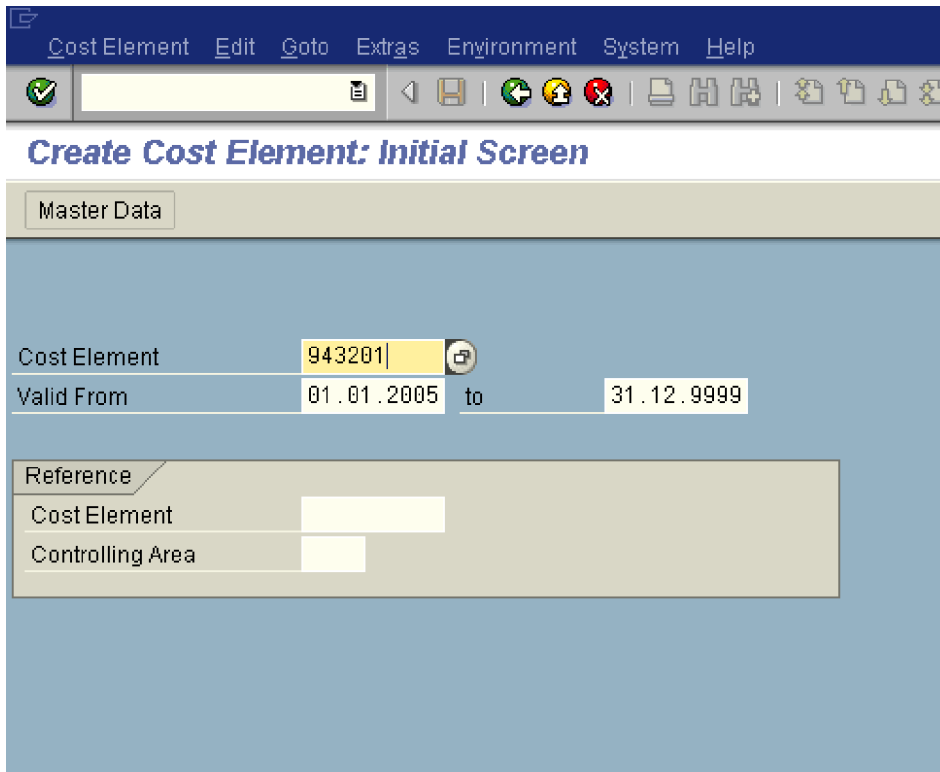 Cost Element Edit Goto Extras Environment System Help
Create Cost Element: Initial Screen
Master Data
Cost Element 943201
Valid From 01.01.2005 to 31.12.9999
Reference
Cost Element
Controlling Area